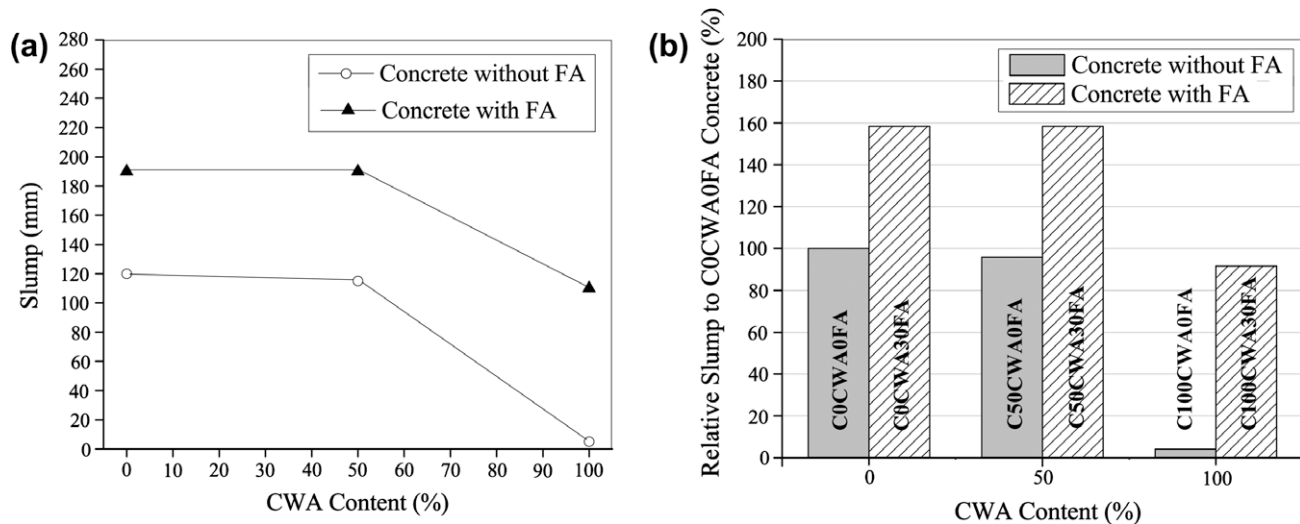 (a)
280
260
240
220
200
180
160
140
120
100
80
60
40
20
0
Slump (mm)
Concrete without FA
Concrete with FA
0 10 20 30 40 50 60 70 80 90 100
CWA Content (%)
(b)
Relative Slump to C0CWA0FA Concrete (%)
200
180
160
140
120
100
80
60
40
20
0
Concrete without FA
Concrete with FA
C0CWA0FA
C0CWA30FA
C50CWA0FA
C50CWA30FA
C100CWA0FA
C100CWA30FA
0 50 100
CWA Content (%)